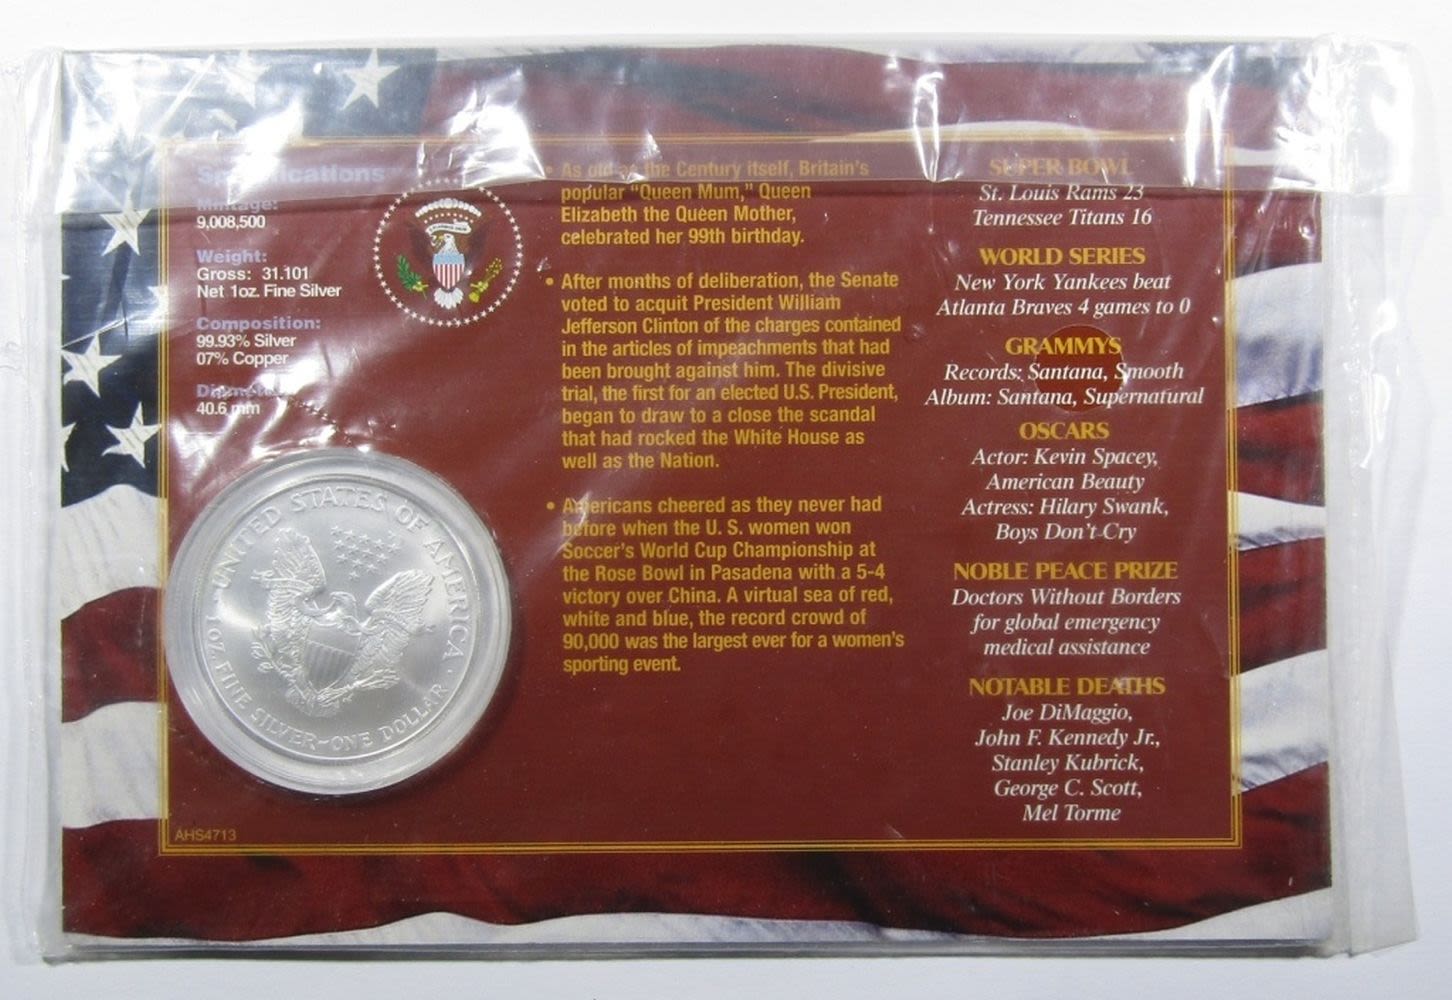 Specifications
Mintage:
9,008,500
Weight:
Gross: 31.101
Net 1oz. Fine Silver
Composition:
99.93% Silver
07% Copper
Diameter:
40.6 mm
UNITED STATES OF AMERICA
1 OZ. FINE SILVER~ONE DOLLAR
AHS4713
• As old as the Century itself, Britain's
popular "Queen Mum," Queen
Elizabeth the Queen Mother,
celebrated her 99th birthday.
• After months of deliberation, the Senate
voted to acquit President William
Jefferson Clinton of the charges contained
in the articles of impeachments that had
been brought against him. The divisive
trial, the first for an elected U.S. President,
began to draw to a close the scandal
that had rocked the White House as
well as the Nation.
• Americans cheered as they never had
before when the U. S. women won
Soccer's World Cup Championship at
the Rose Bowl in Pasadena with a 5-4
victory over China. A virtual sea of red,
white and blue, the record crowd of
90,000 was the largest ever for a women's
sporting event.
SUPER BOWL
St. Louis Rams 23
Tennessee Titans 16
WORLD SERIES
New York Yankees beat
Atlanta Braves 4 games to 0
GRAMMYS
Records: Santana, Smooth
Album: Santana, Supernatural
OSCARS
Actor: Kevin Spacey,
American Beauty
Actress: Hilary Swank,
Boys Don't Cry
NOBLE PEACE PRIZE
Doctors Without Borders
for global emergency
medical assistance
NOTABLE DEATHS
Joe DiMaggio,
John F. Kennedy Jr.,
Stanley Kubrick,
George C. Scott,
Mel Torme